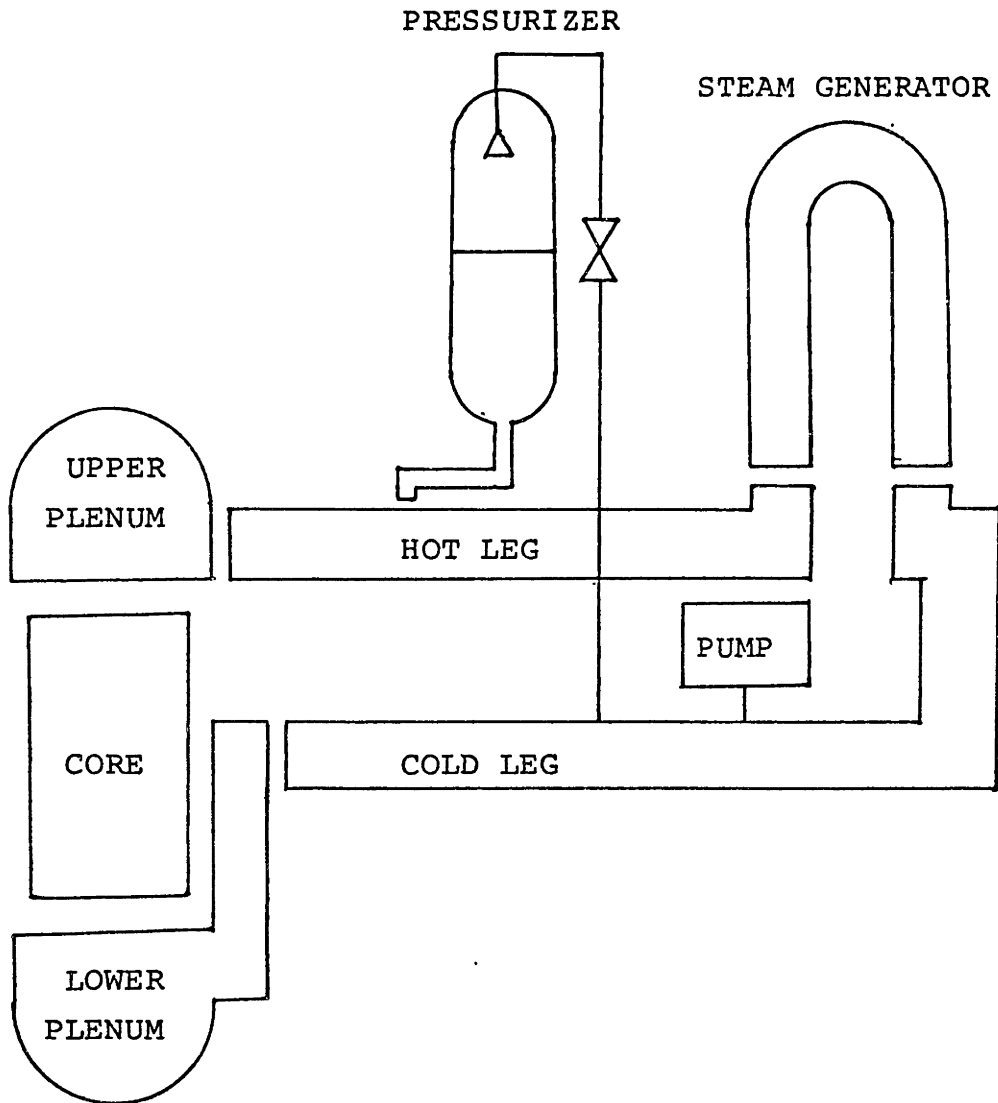 PRESSURIZER
STEAM GENERATOR
UPPER
PLENUM
HOT LEG
PUMP
CORE
COLD LEG
LOWER
PLENUM